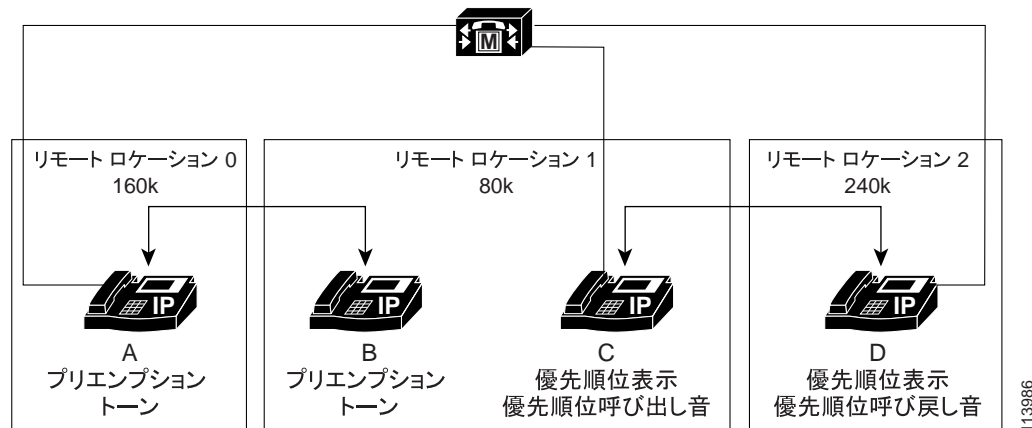 M
リモート ロケーション 0
160k
リモート ロケーション 1
80k
リモート ロケーション 2
240k
IP
IP
IP
IP
A
プリエンプション
トーン
B
プリエンプション
トーン
C
優先順位表示
優先順位呼び出し音
D
優先順位表示
優先順位呼び戻し音
113986